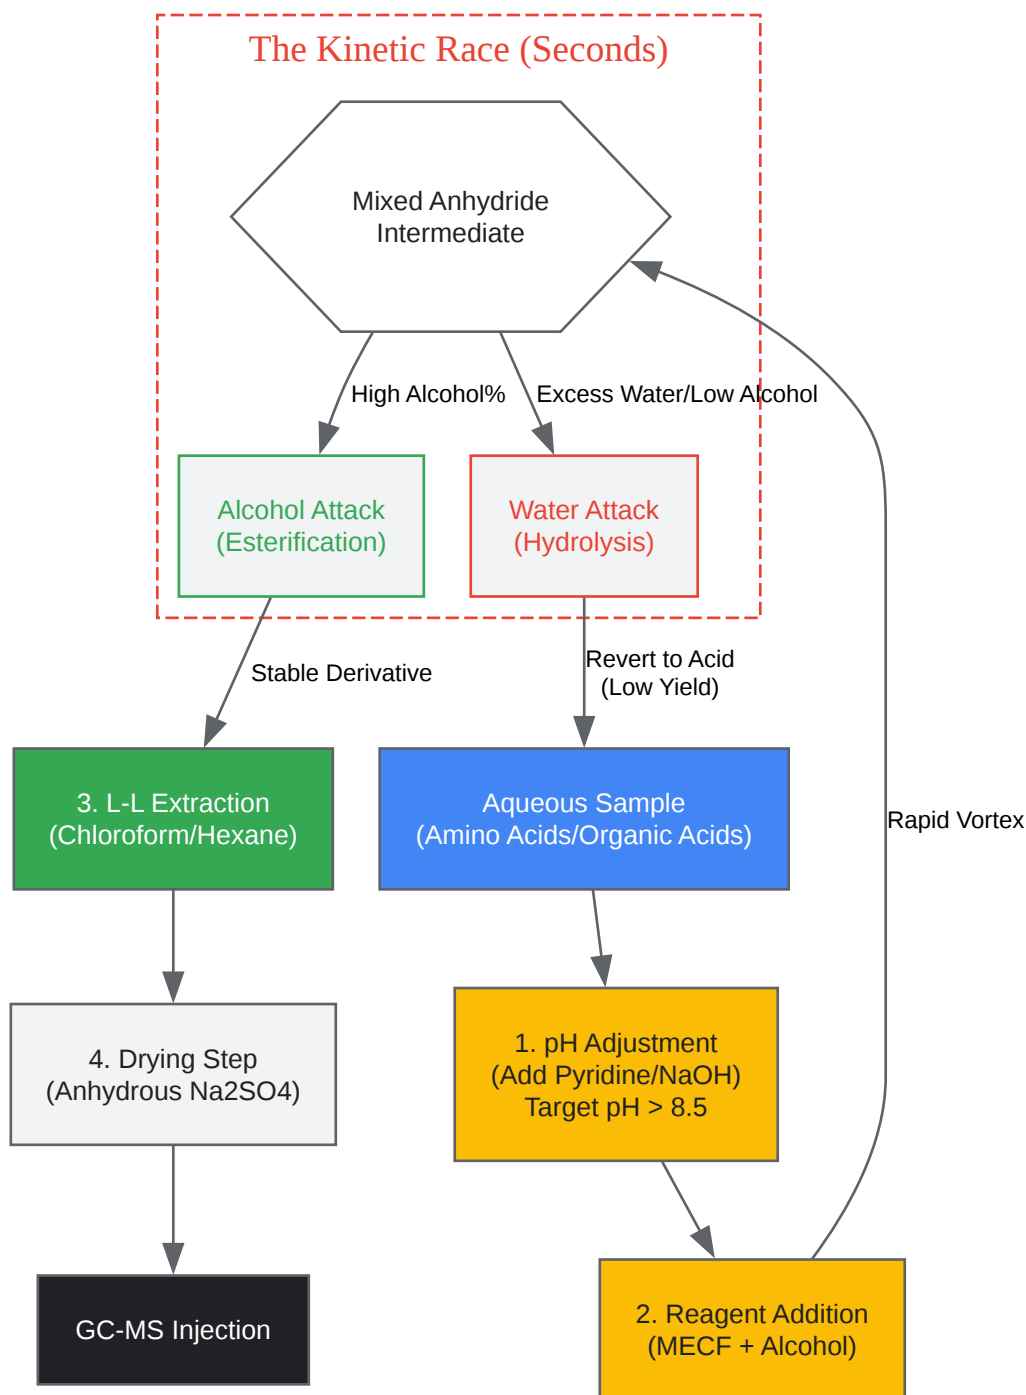 The Kinetic Race (Seconds)
Mixed Anhydride
Intermediate
High Alcohol%
Excess Water/Low Alcohol
Alcohol Attack
(Esterification)
Water Attack
(Hydrolysis)
Stable Derivative
Revert to Acid
(Low Yield)
3. L-L Extraction
(Chloroform/Hexane)
Aqueous Sample
(Amino Acids/Organic Acids)
Rapid Vortex
4. Drying Step
(Anhydrous Na2SO4)
1. pH Adjustment
(Add Pyridine/NaOH)
Target pH > 8.5
GC-MS Injection
2. Reagent Addition
(MECF + Alcohol)